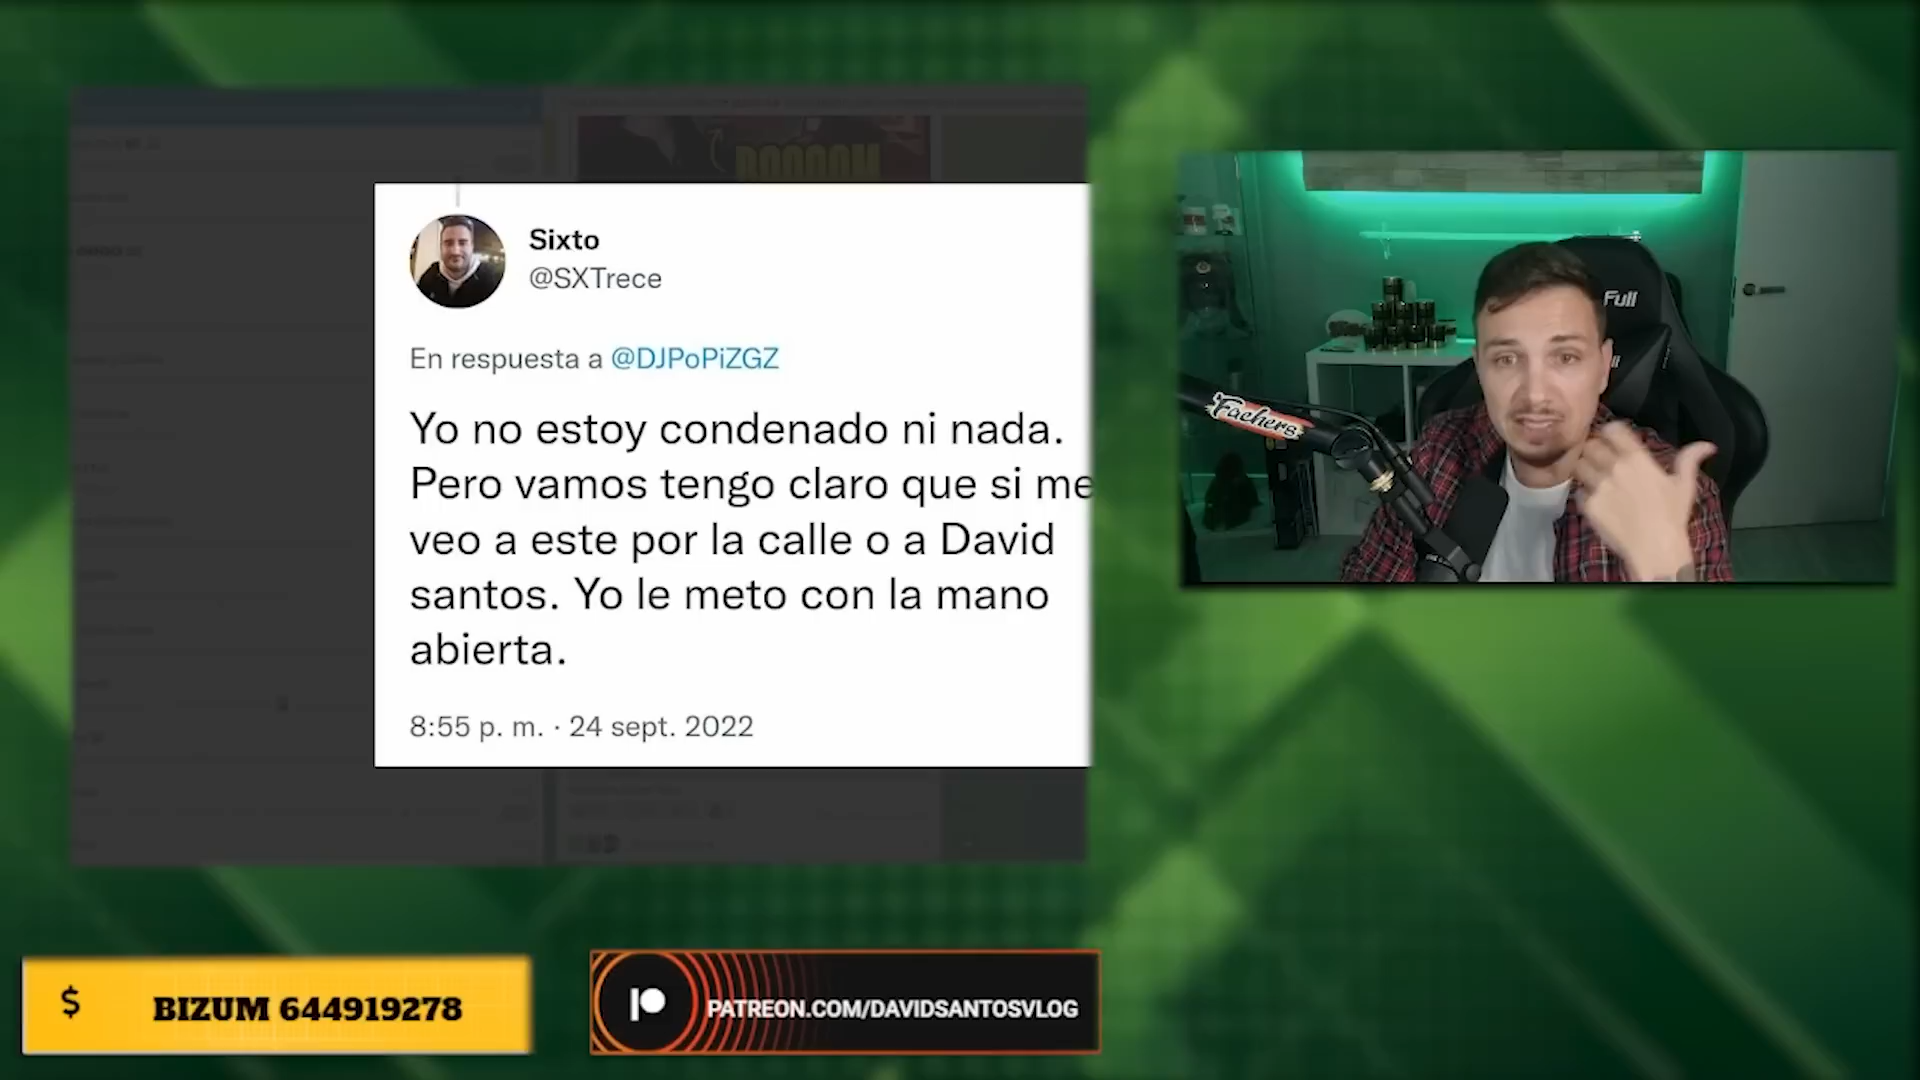 Sixto
@SXTrece
En respuesta a @DJPoPiZGZ
Yo no estoy condenado ni nada.
Pero vamos tengo claro que si me
veo a este por la calle o a David
santos. Yo le meto con la mano
abierta.
8:55 p. m. · 24 sept. 2022
Full
Fachers
$ BIZUM 644919278
PATREON.COM/DAVIDSANTOSVLOG